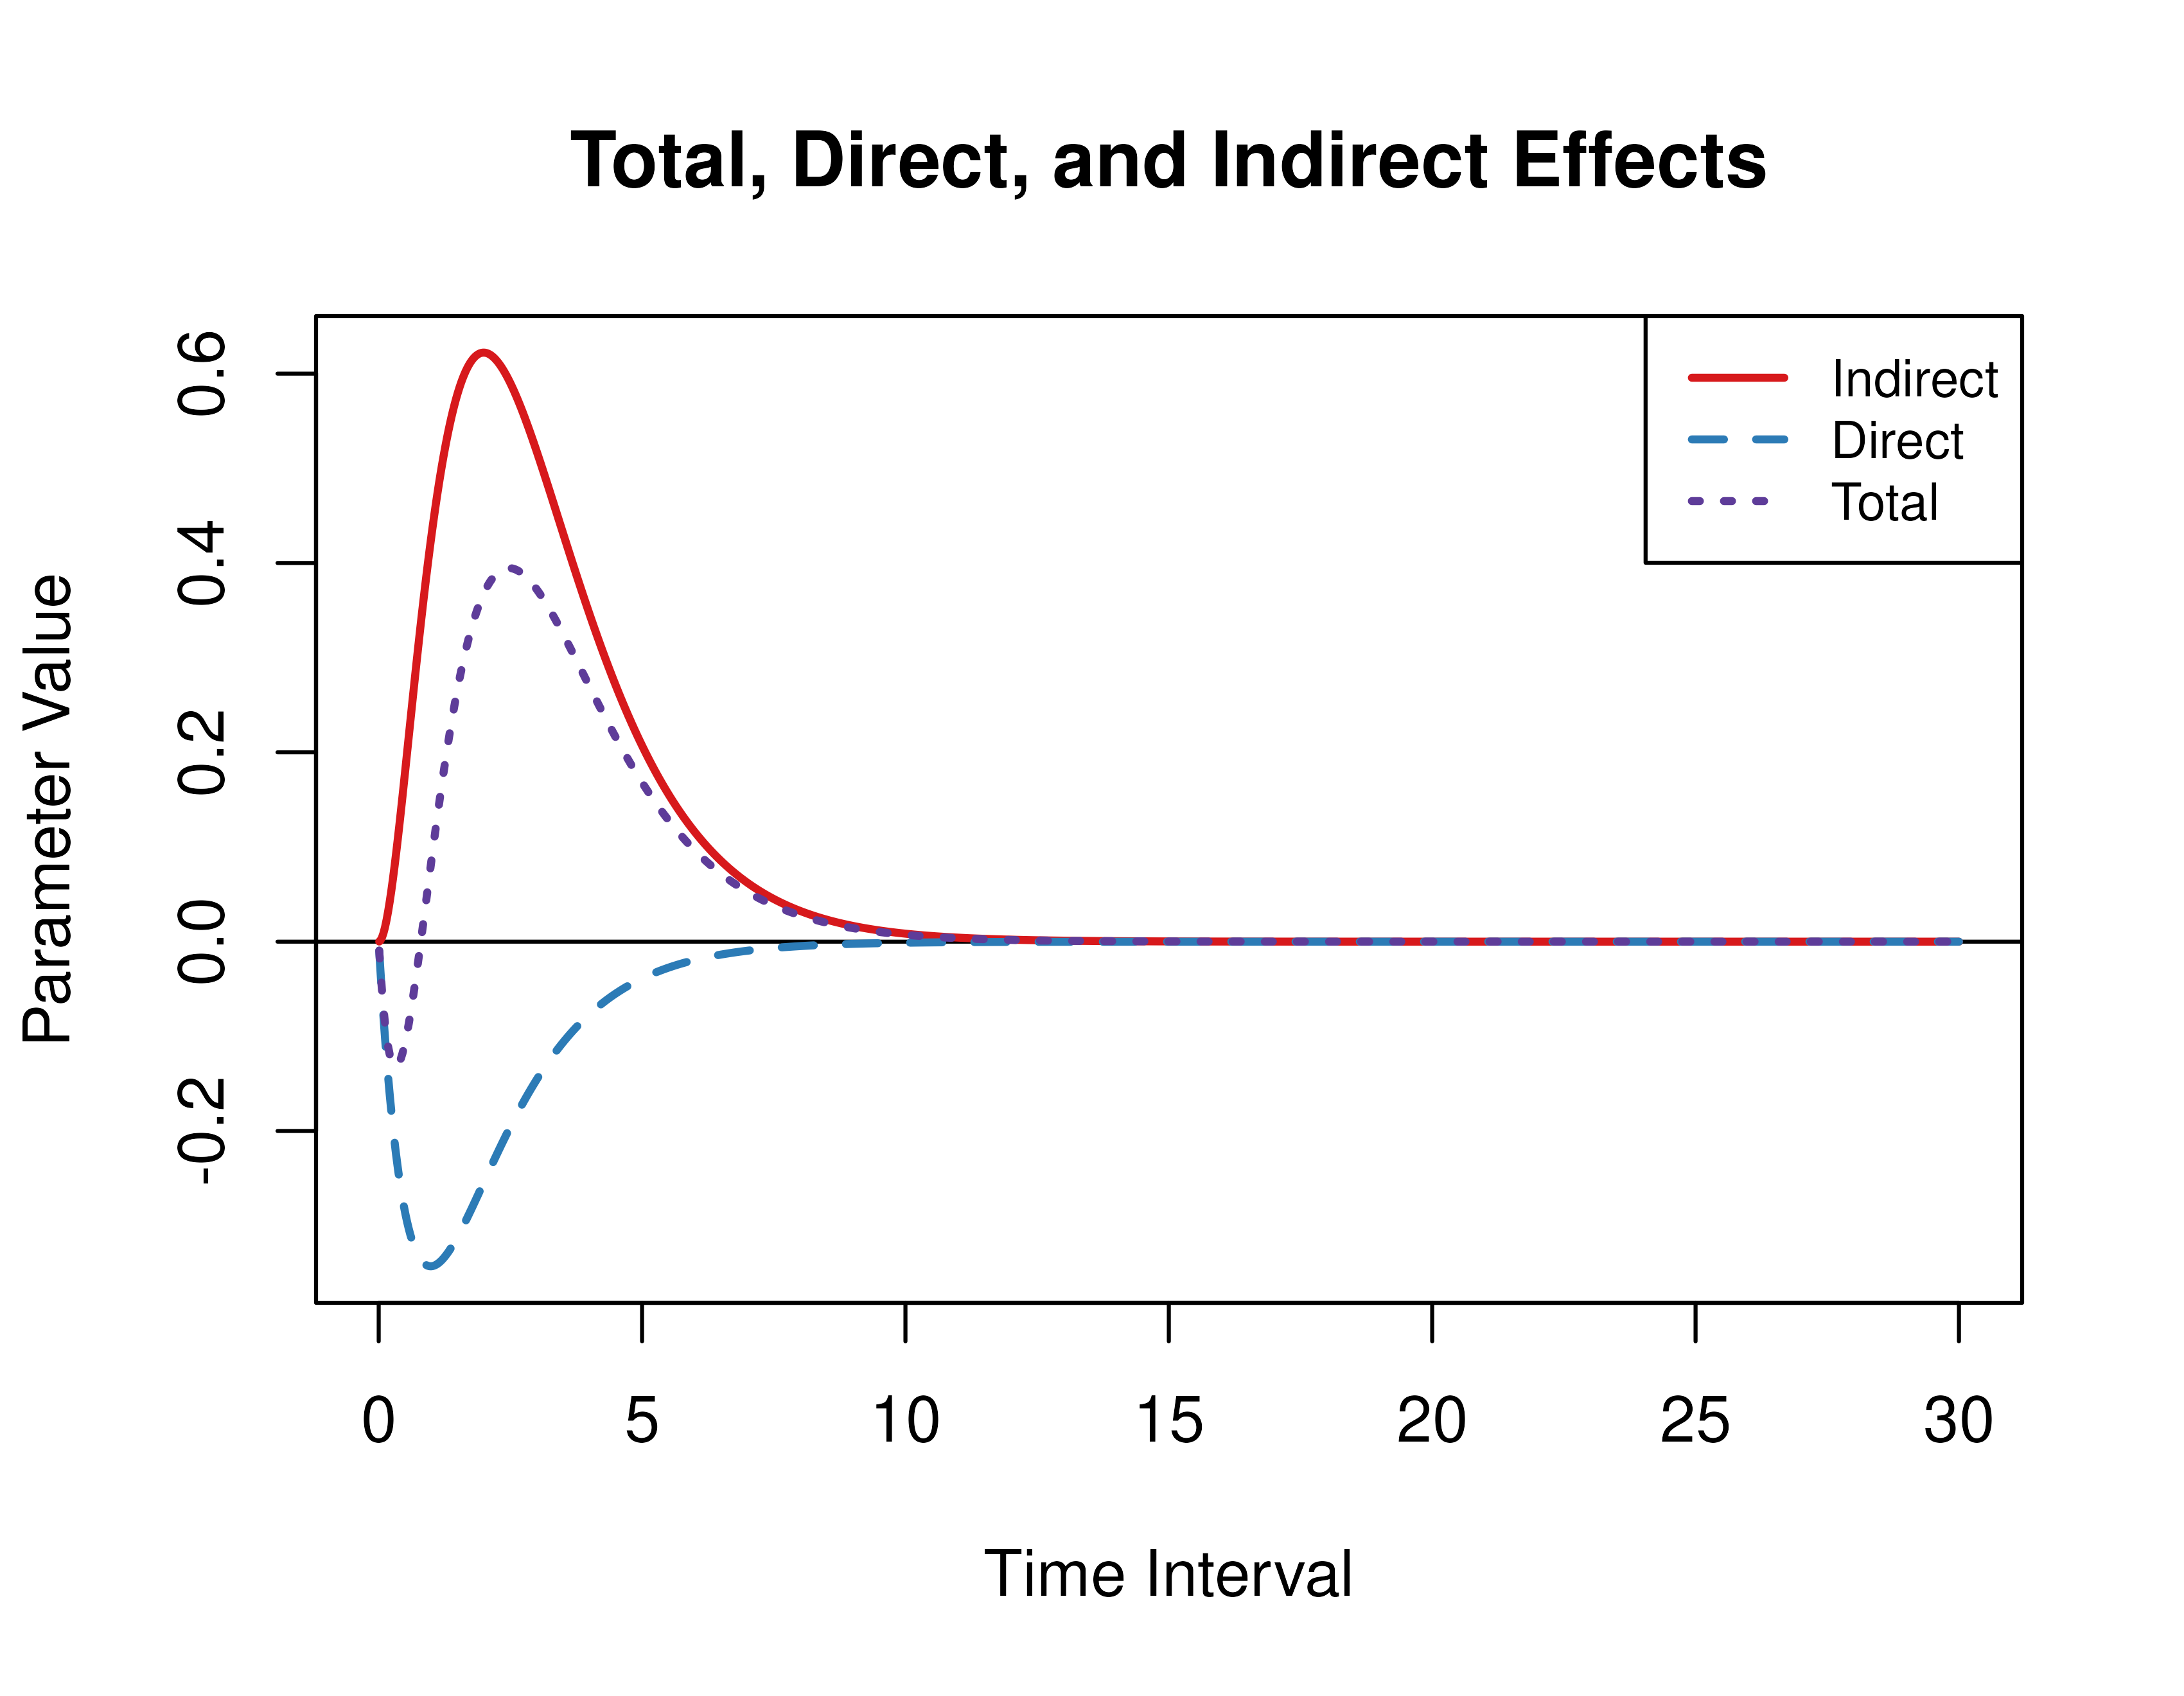 Total, Direct, and Indirect Effects
Indirect
Direct
Total
Parameter Value
0.6
0.4
0.2
0.0
-0.2
0 5 10 15 20 25 30
Time Interval